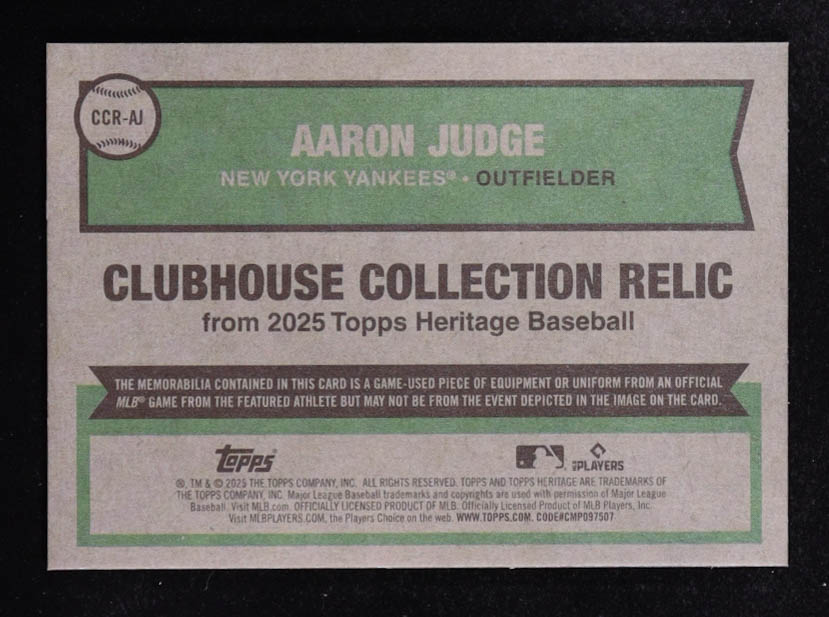 CCR-AJ
AARON JUDGE
NEW YORK YANKEES® • OUTFIELDER
CLUBHOUSE COLLECTION RELIC
from 2025 Topps Heritage Baseball
THE MEMORABILIA CONTAINED IN THIS CARD IS A GAME-USED PIECE OF EQUIPMENT OR UNIFORM FROM AN OFFICIAL
MLB® GAME FROM THE FEATURED ATHLETE BUT MAY NOT BE FROM THE EVENT DEPICTED IN THE IMAGE ON THE CARD.
Topps®
PLAYERS
®, TM & © 2025 THE TOPPS COMPANY, INC. ALL RIGHTS RESERVED. TOPPS AND TOPPS HERITAGE ARE TRADEMARKS OF
THE TOPPS COMPANY, INC. Major League Baseball trademarks and copyrights are used with permission of Major League
Baseball. Visit MLB.com. OFFICIALLY LICENSED PRODUCT OF MLB. Officially Licensed Product of MLB Players, Inc.
Visit MLBPLAYERS.COM, the Players Choice on the web. WWW.TOPPS.COM. CODE#CMP097507